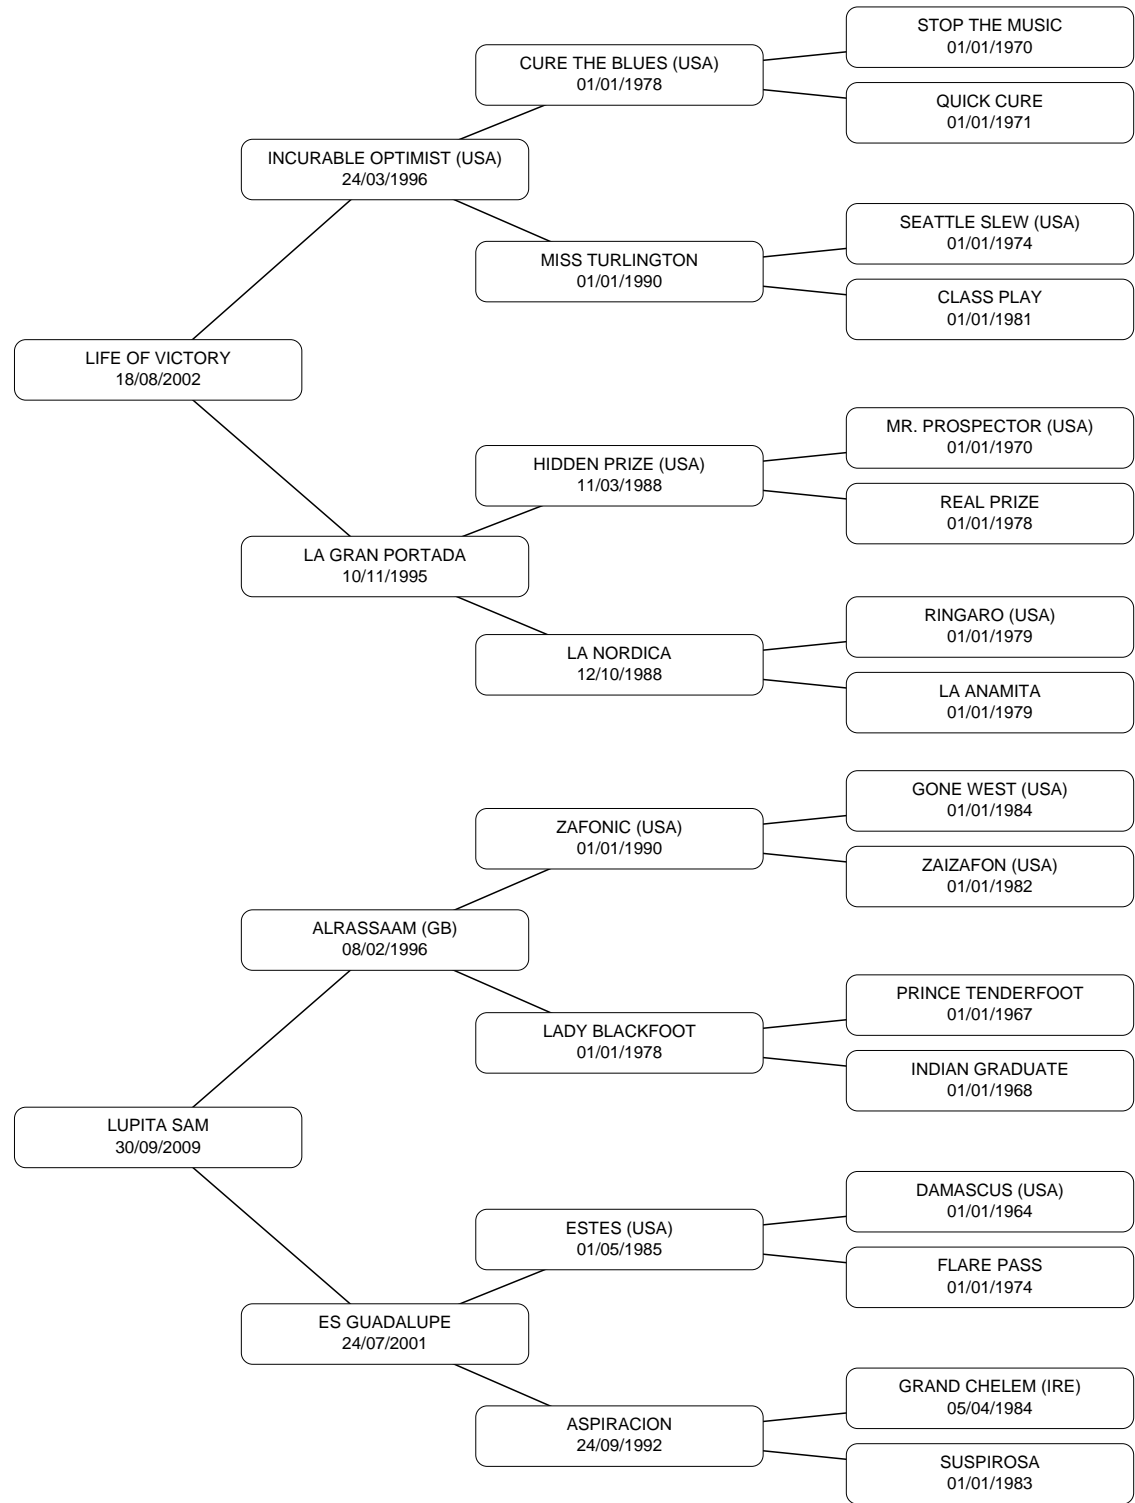 STOP THE MUSIC
01/01/1970
CURE THE BLUES (USA)
01/01/1978
QUICK CURE
01/01/1971
INCURABLE OPTIMIST (USA)
24/03/1996
SEATTLE SLEW (USA)
01/01/1974
MISS TURLINGTON
01/01/1990
CLASS PLAY
01/01/1981
LIFE OF VICTORY
18/08/2002
MR. PROSPECTOR (USA)
01/01/1970
HIDDEN PRIZE (USA)
11/03/1988
REAL PRIZE
01/01/1978
LA GRAN PORTADA
10/11/1995
RINGARO (USA)
01/01/1979
LA NORDICA
12/10/1988
LA ANAMITA
01/01/1979
GONE WEST (USA)
01/01/1984
ZAFONIC (USA)
01/01/1990
ZAIZAFON (USA)
01/01/1982
ALRASSAAM (GB)
08/02/1996
PRINCE TENDERFOOT
01/01/1967
LADY BLACKFOOT
01/01/1978
INDIAN GRADUATE
01/01/1968
LUPITA SAM
30/09/2009
DAMASCUS (USA)
01/01/1964
ESTES (USA)
01/05/1985
FLARE PASS
01/01/1974
ES GUADALUPE
24/07/2001
GRAND CHELEM (IRE)
05/04/1984
ASPIRACION
24/09/1992
SUSPIROSA
01/01/1983